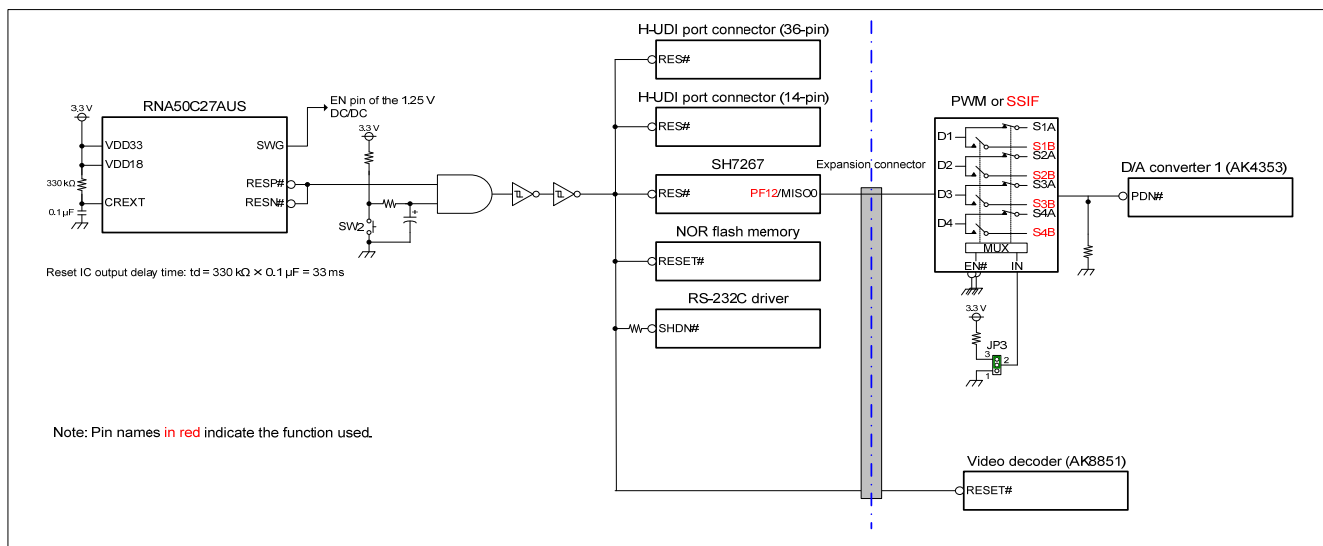 H-UDI port connector (36-pin)
RES#
RNA50C27AUS
3.3 V
VDD33
VDD18
330 kΩ
CREXT
0.1 µF
SWG
RESP#
RESN#
EN pin of the 1.25 V
DC/DC
3.3 V
SW2
Reset IC output delay time: td = 330 kΩ × 0.1 µF = 33 ms
H-UDI port connector (14-pin)
RES#
SH7267
RES#
PF12/MISO0
Expansion connector
NOR flash memory
RESET#
RS-232C driver
SHDN#
PWM or SSIF
D1
S1A
S1B
D2
S2A
S2B
D3
S3A
S3B
D4
S4A
S4B
MUX
EN#
IN
3.3 V
JP3
3
2
1
D/A converter 1 (AK4353)
PDN#
Note: Pin names in red indicate the function used.
Video decoder (AK8851)
RESET#